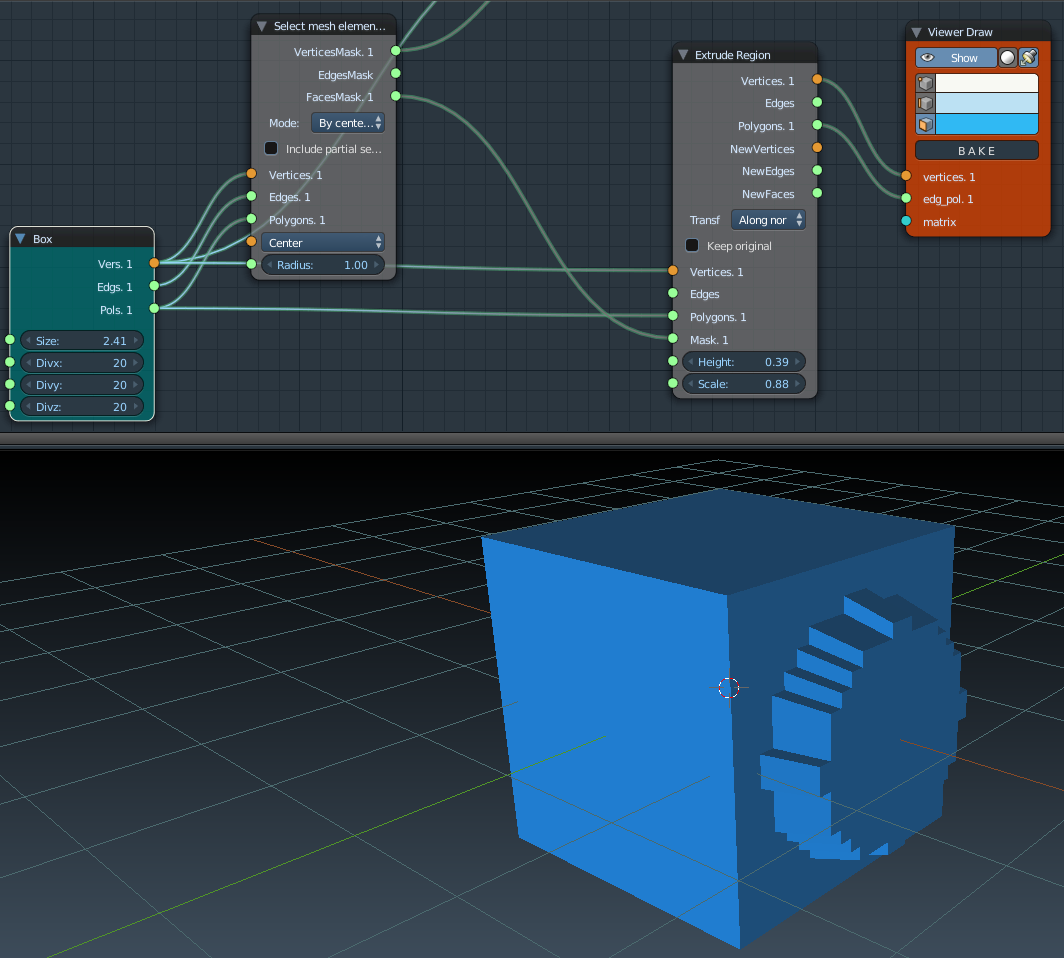 Select mesh elemen...
VerticesMask. 1
EdgesMask
FacesMask. 1
Mode: By cente...
Include partial se...
Vertices. 1
Edges. 1
Polygons. 1
Center
Radius: 1.00
Box
Vers. 1
Edgs. 1
Pols. 1
Size: 2.41
Divx: 20
Divy: 20
Divz: 20
Extrude Region
Vertices. 1
Edges
Polygons. 1
NewVertices
NewEdges
NewFaces
Transf Along nor
Keep original
Vertices. 1
Edges
Polygons. 1
Mask. 1
Height: 0.39
Scale: 0.88
Viewer Draw
Show
BAKE
vertices. 1
edg_pol. 1
matrix